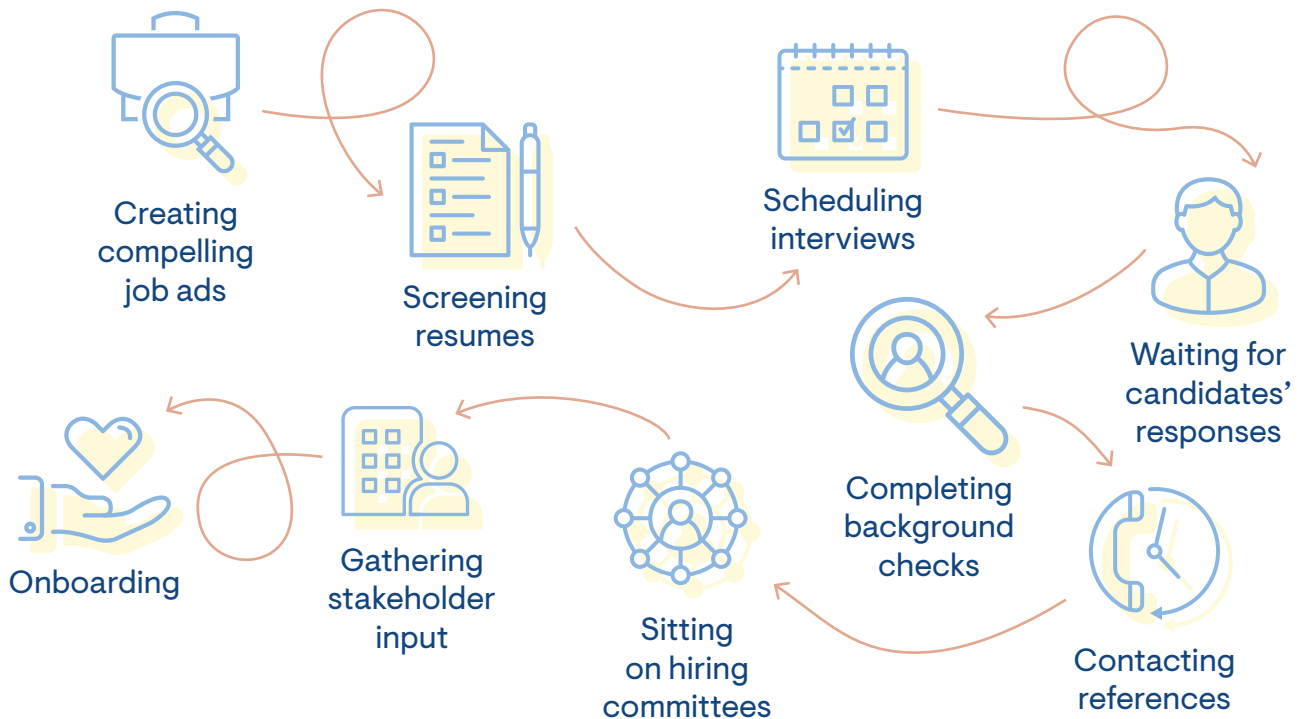 Creating
compelling
job ads
Screening
resumes
Scheduling
interviews
Waiting for
candidates’
responses
Completing
background
checks
Contacting
references
Sitting
on hiring
committees
Gathering
stakeholder
input
Onboarding